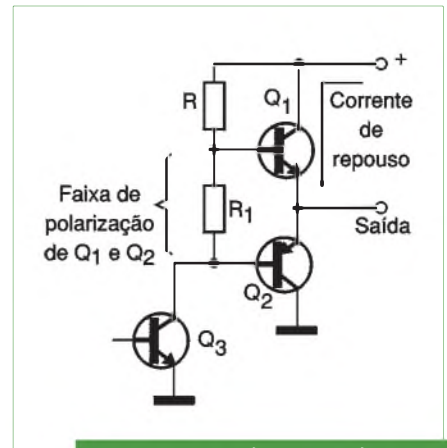 +
R
Q1
Corrente
de
repouso
Faixa de
polarização
de Q1 e Q2
R1
Saída
Q2
Q3